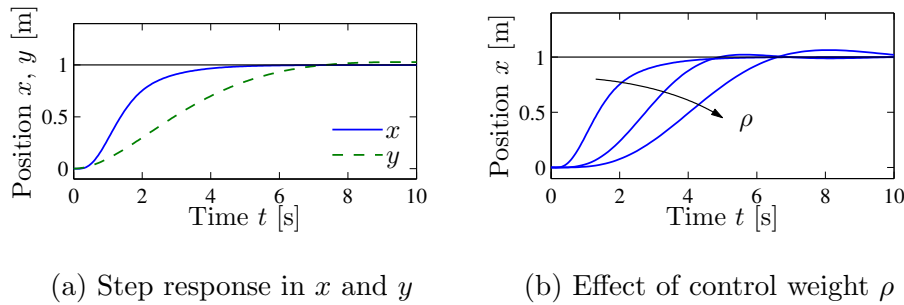 Position x, y [m]
1
0.5
0
x
y
0 2 4 6 8 10
Time t [s]
(a) Step response in x and y
Position x [m]
1
0.5
0
ρ
0 2 4 6 8 10
Time t [s]
(b) Effect of control weight ρ